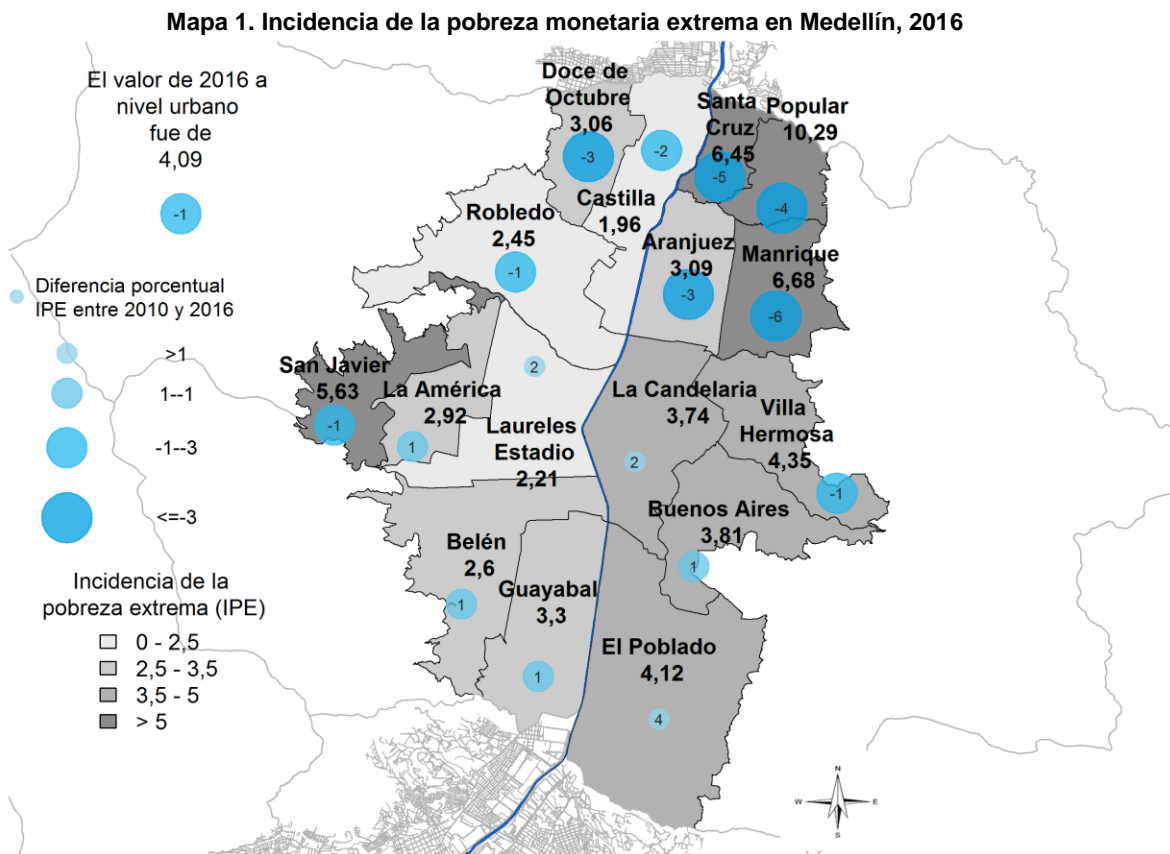 Mapa 1. Incidencia de la pobreza monetaria extrema en Medellín, 2016
El valor de 2016 a
nivel urbano
fue de
4,09
-1
Diferencia porcentual
IPE entre 2010 y 2016
>1
1--1
-1--3
<=-3
Incidencia de la
pobreza extrema (IPE)
0 - 2,5
2,5 - 3,5
3,5 - 5
> 5
Doce de
Octubre
3,06
-3
-2
Castilla
1,96
Santa
Cruz
6,45
-5
Popular
10,29
-4
Robledo
2,45
-1
Aranjuez
3,09
-3
Manrique
6,68
-6
San Javier
5,63
-1
La América
2,92
1
2
Laureles
Estadio
2,21
La Candelaria
3,74
2
Villa
Hermosa
4,35
-1
Buenos Aires
3,81
1
Belén
2,6
-1
Guayabal
3,3
1
El Poblado
4,12
4
N
W
E
S